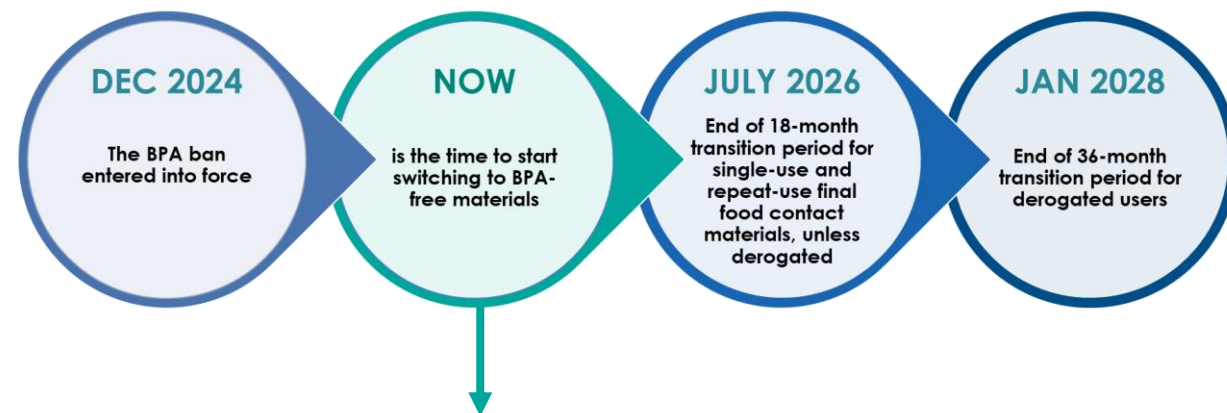 DEC 2024
The BPA ban
entered into force
NOW
is the time to start
switching to BPA-
free materials
JULY 2026
End of 18-month
transition period for
single-use and
repeat-use final
food contact
materials, unless
derogated
JAN 2028
End of 36-month
transition period for
derogated users